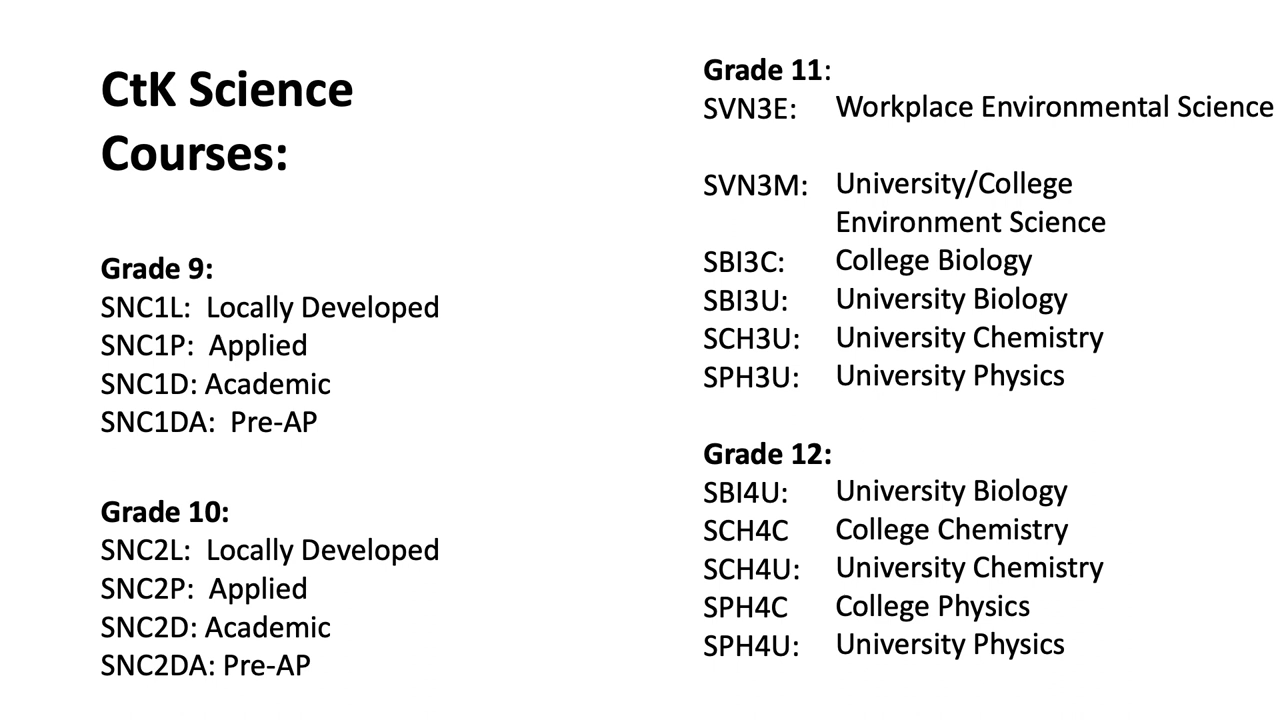 CtK Science
Courses:
Grade 9:
SNC1L: Locally Developed
SNC1P: Applied
SNC1D: Academic
SNC1DA: Pre-AP
Grade 10:
SNC2L: Locally Developed
SNC2P: Applied
SNC2D: Academic
SNC2DA: Pre-AP
Grade 11:
SVN3E: Workplace Environmental Science
SVN3M: University/College
Environment Science
SBI3C: College Biology
SBI3U: University Biology
SCH3U: University Chemistry
SPH3U: University Physics
Grade 12:
SBI4U: University Biology
SCH4C College Chemistry
SCH4U: University Chemistry
SPH4C College Physics
SPH4U: University Physics